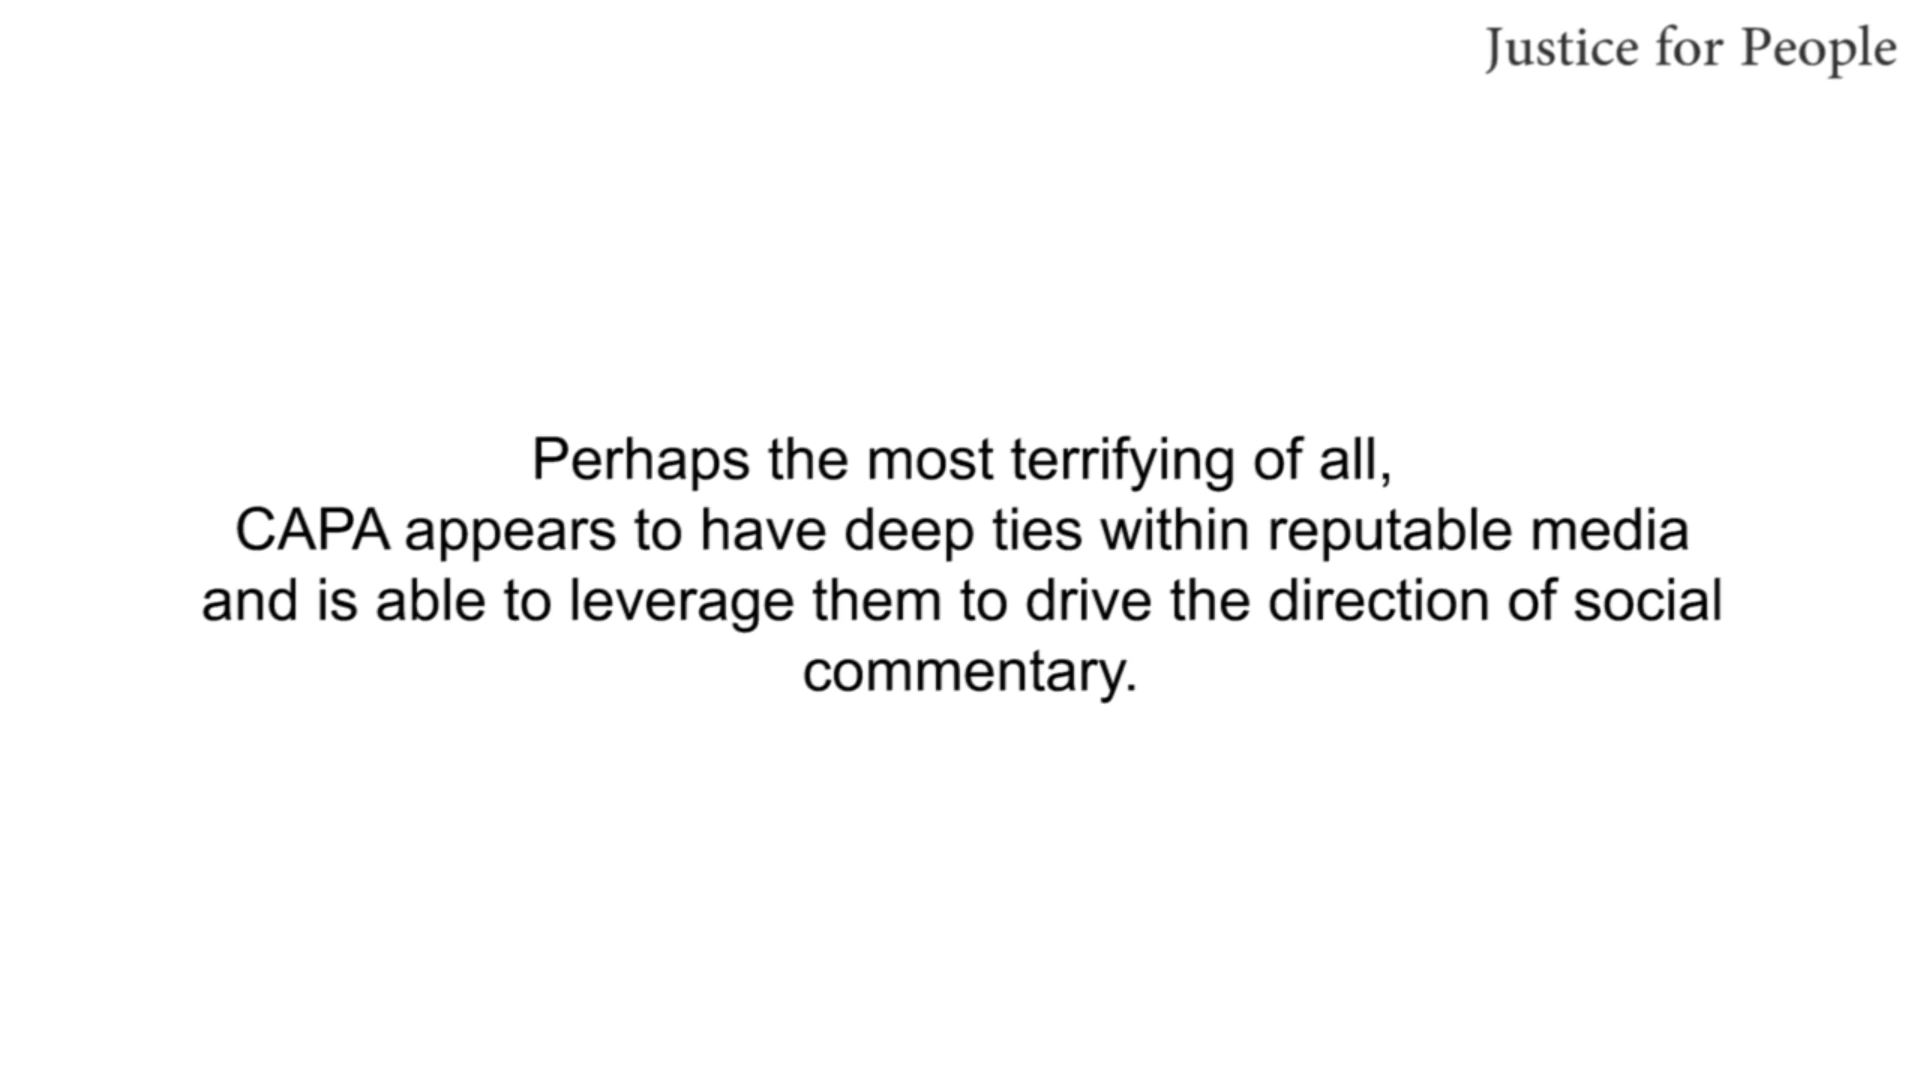 Justice for People
Perhaps the most terrifying of all,
CAPA appears to have deep ties within reputable media
and is able to leverage them to drive the direction of social
commentary.